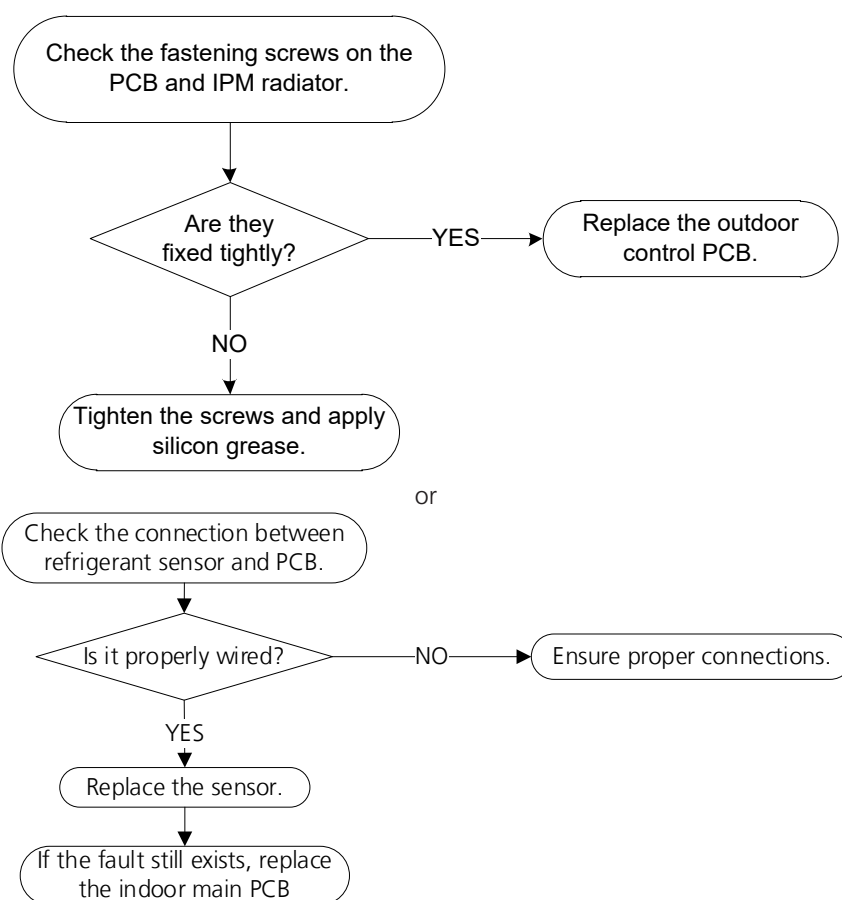 Check the fastening screws on the
PCB and IPM radiator.
Are they
fixed tightly?
YES
Replace the outdoor
control PCB.
NO
Tighten the screws and apply
silicon grease.
or
Check the connection between
refrigerant sensor and PCB.
Is it properly wired?
NO
Ensure proper connections.
YES
Replace the sensor.
If the fault still exists, replace
the indoor main PCB